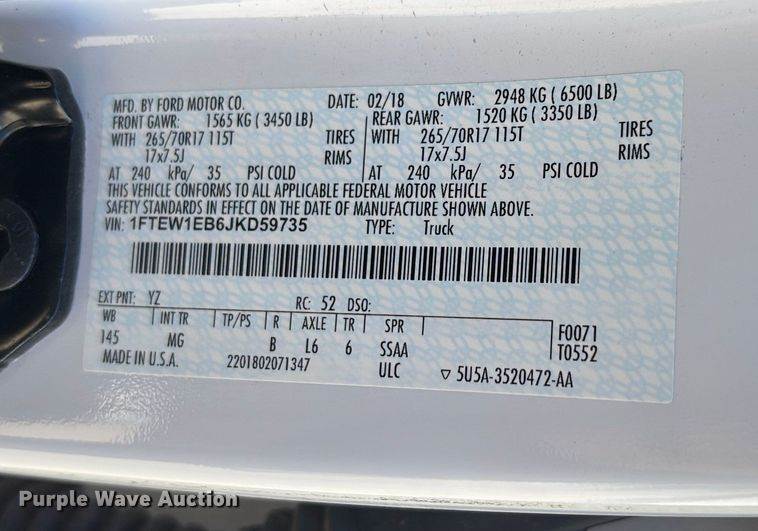 MFD. BY FORD MOTOR CO. DATE: 02/18 GVWR: 2948 KG ( 6500 LB)
FRONT GAWR: 1565 KG ( 3450 LB) REAR GAWR: 1520 KG ( 3350 LB)
WITH 265/70R17 115T TIRES WITH 265/70R17 115T TIRES
17x7.5J RIMS 17x7.5J RIMS
AT 240 kPa/ 35 PSI COLD AT 240 kPa/ 35 PSI COLD
THIS VEHICLE CONFORMS TO ALL APPLICABLE FEDERAL MOTOR VEHICLE
SAFETY STANDARDS IN EFFECT ON THE DATE OF MANUFACTURE SHOWN ABOVE.
VIN: 1FTEW1EB6JKD59735 TYPE: Truck
EXT PNT: YZ RC: 52 DSO:
WB INT TR TP/PS R AXLE TR SPR F0071
145 MG B L6 6 SSAA T0552
MADE IN U.S.A. 2201802071347 ULC ▽ 5U5A-3520472-AA
Purple Wave Auction